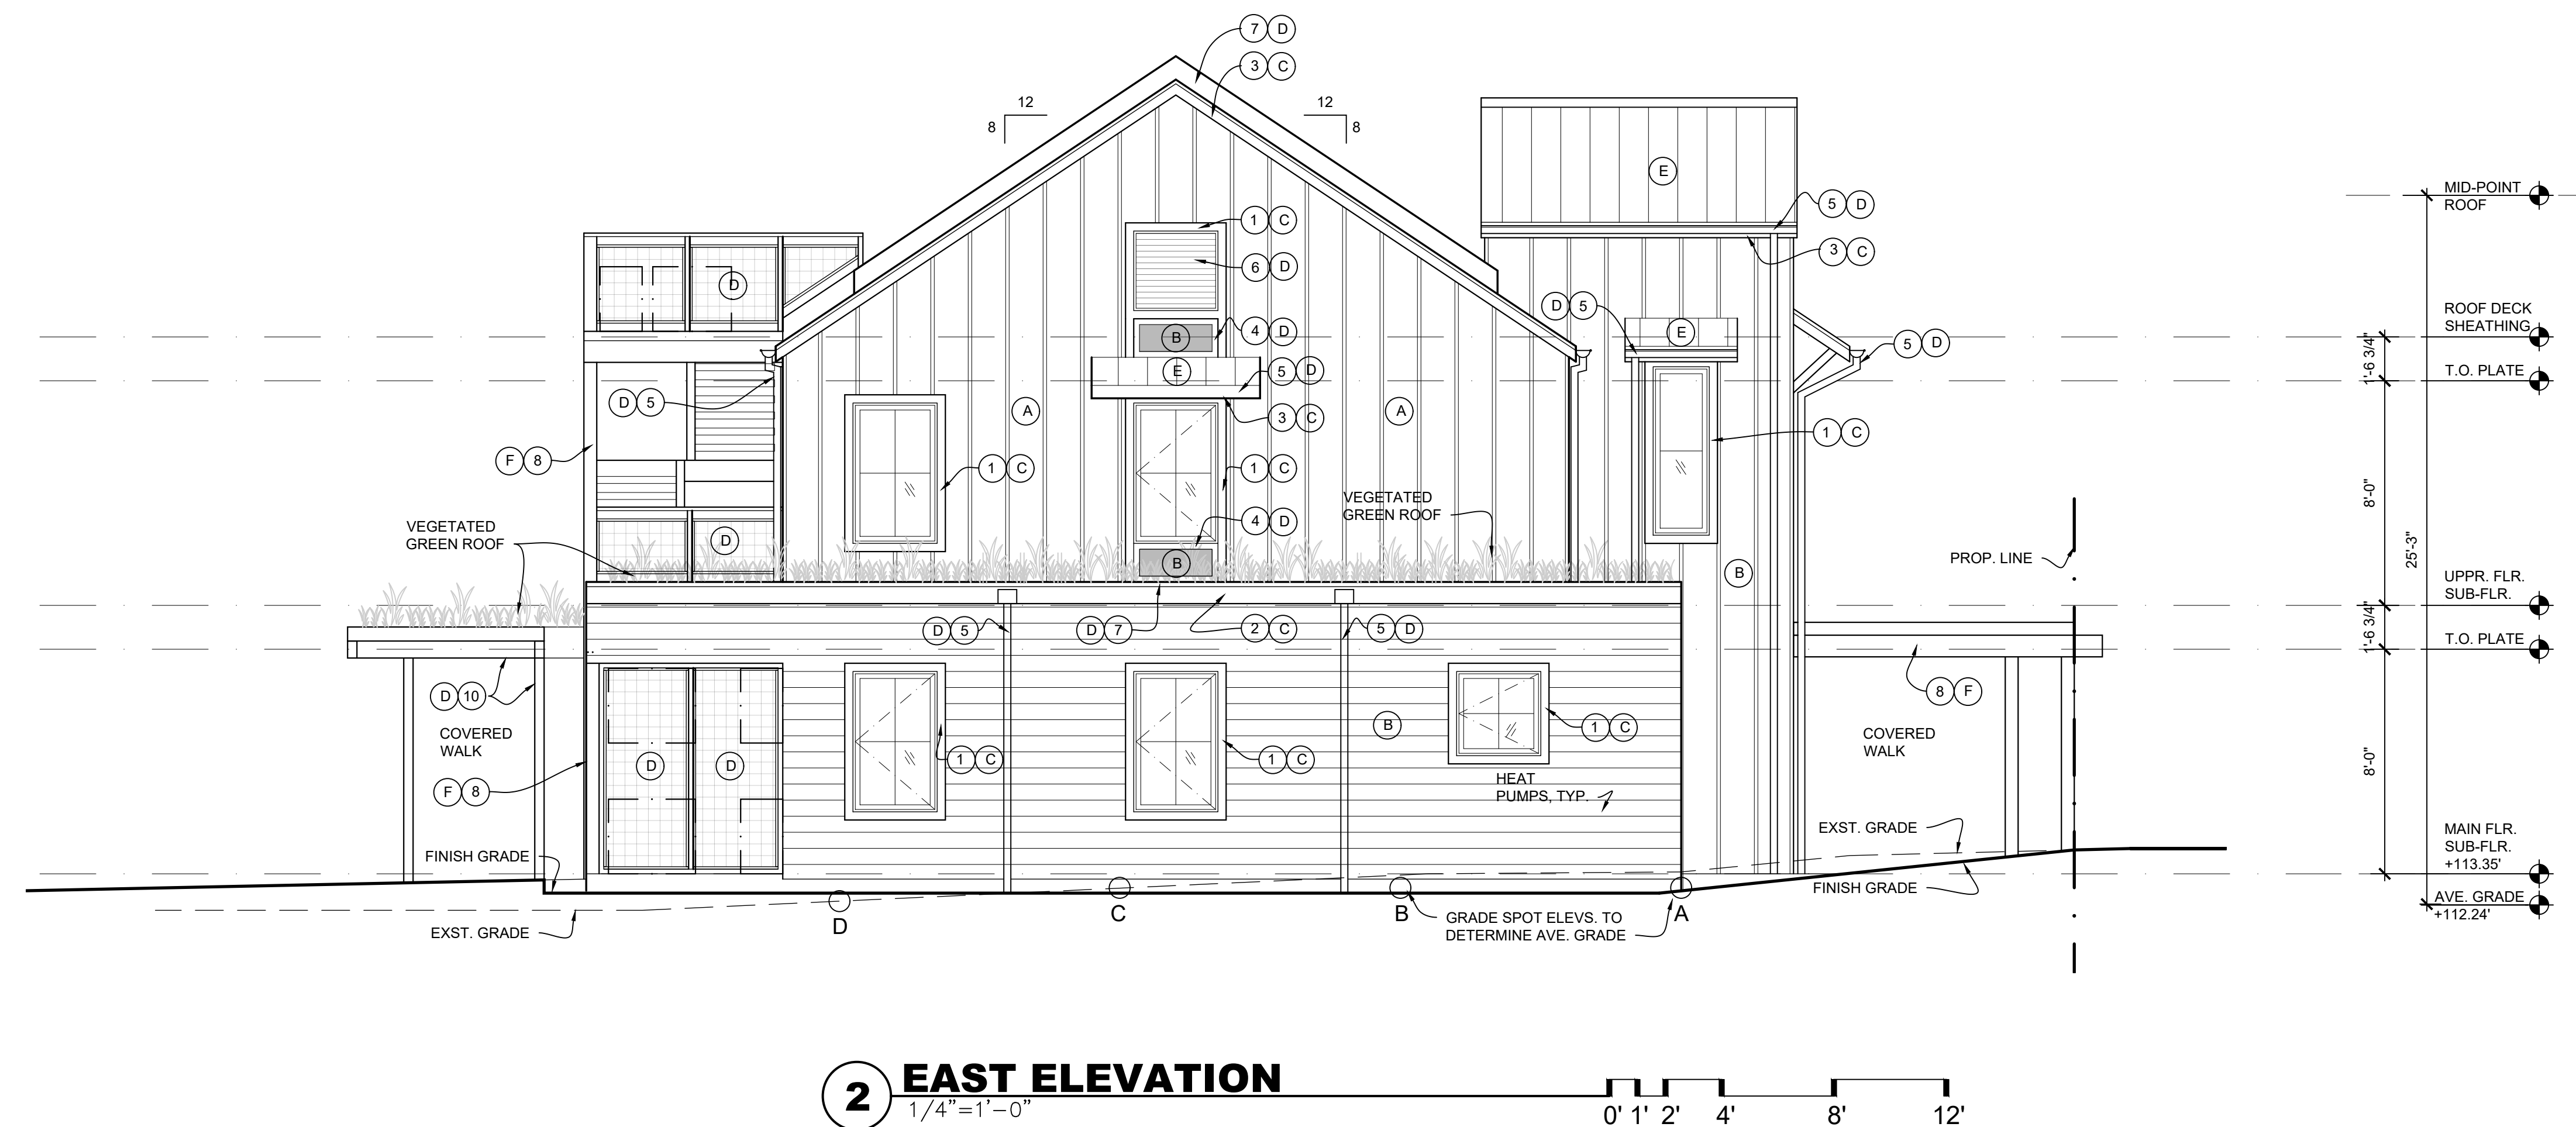 7 D
3 C
12
8
12
8
E
5 D
3 C
1 C
6 D
4 D
B
E
5 D
3 C
D 5
E
5 D
D
D 5
F 8
A
A
1 C
1 C
1 C
4 D
B
VEGETATED
GREEN ROOF
VEGETATED
GREEN ROOF
D
B
PROP. LINE
D 5
D 7
2 C
5 D
D 10
8 F
COVERED
WALK
COVERED
WALK
F 8
D
D
1 C
1 C
B
1 C
HEAT
PUMPS, TYP.
EXST. GRADE
FINISH GRADE
FINISH GRADE
EXST. GRADE
D
C
B
A
GRADE SPOT ELEVS. TO
DETERMINE AVE. GRADE
MID-POINT
ROOF
ROOF DECK
SHEATHING
1'-6 3/4"
T.O. PLATE
8'-0"
25'-3"
UPPR. FLR.
SUB-FLR.
1'-6 3/4"
T.O. PLATE
8'-0"
MAIN FLR.
SUB-FLR.
+113.35'
AVE. GRADE
+112.24'
2 EAST ELEVATION
1/4"=1'-0"
0' 1' 2' 4' 8' 12'